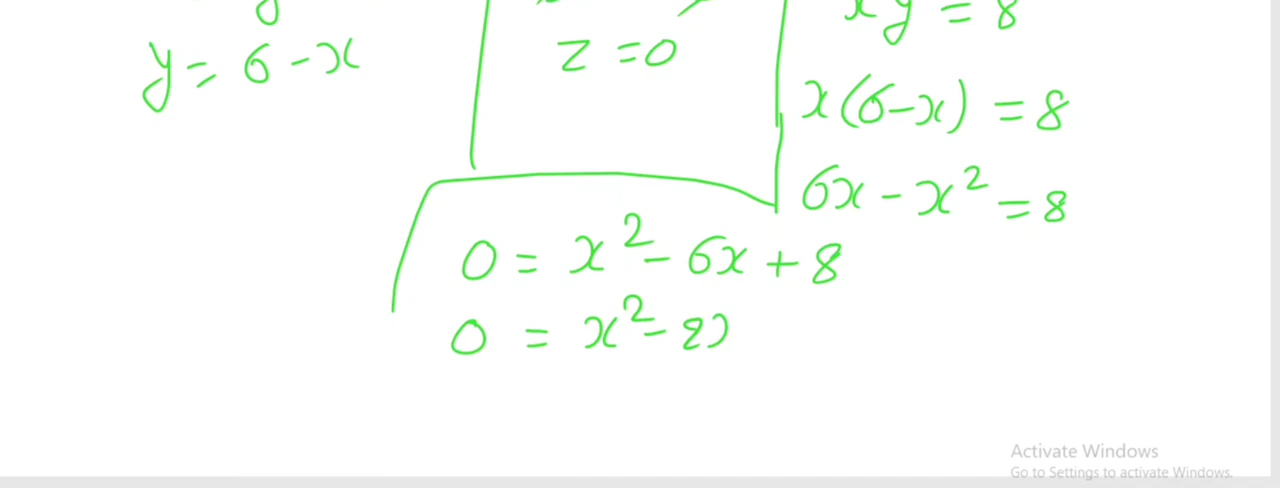 y = 6 - x
z = 0
xy = 8
x(6-x) = 8
6x - x² = 8
0 = x² - 6x + 8
0 = x² - 2
Activate Windows
Go to Settings to activate Windows.